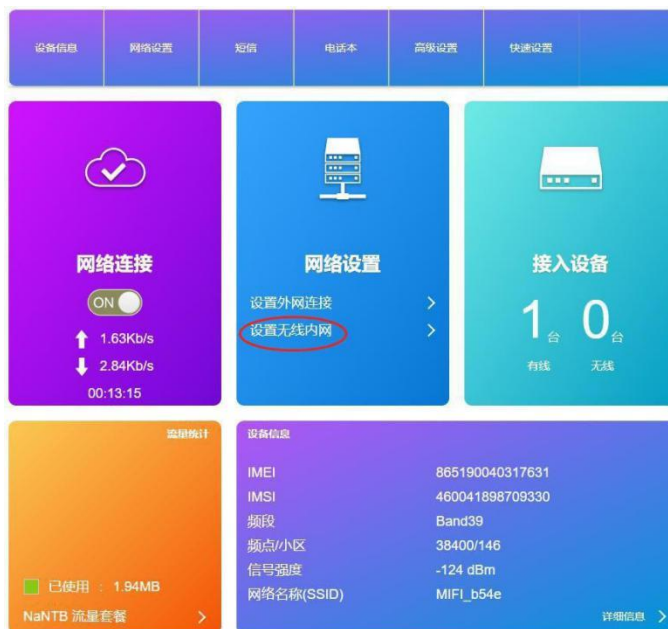 设备信息 网络设置 短信 电话本 高级设置 快速设置
网络连接
ON
1.63Kb/s
2.84Kb/s
00:13:15
网络设置
设置外网连接
设置无线内网
接入设备
1台 0台
有线 无线
流量统计
已使用 : 1.94MB
NaNTB 流量套餐
设备信息
IMEI 865190040317631
IMSI 460041898709330
频段 Band39
频点/小区 38400/146
信号强度 -124 dBm
网络名称(SSID) MIFI_b54e
详细信息